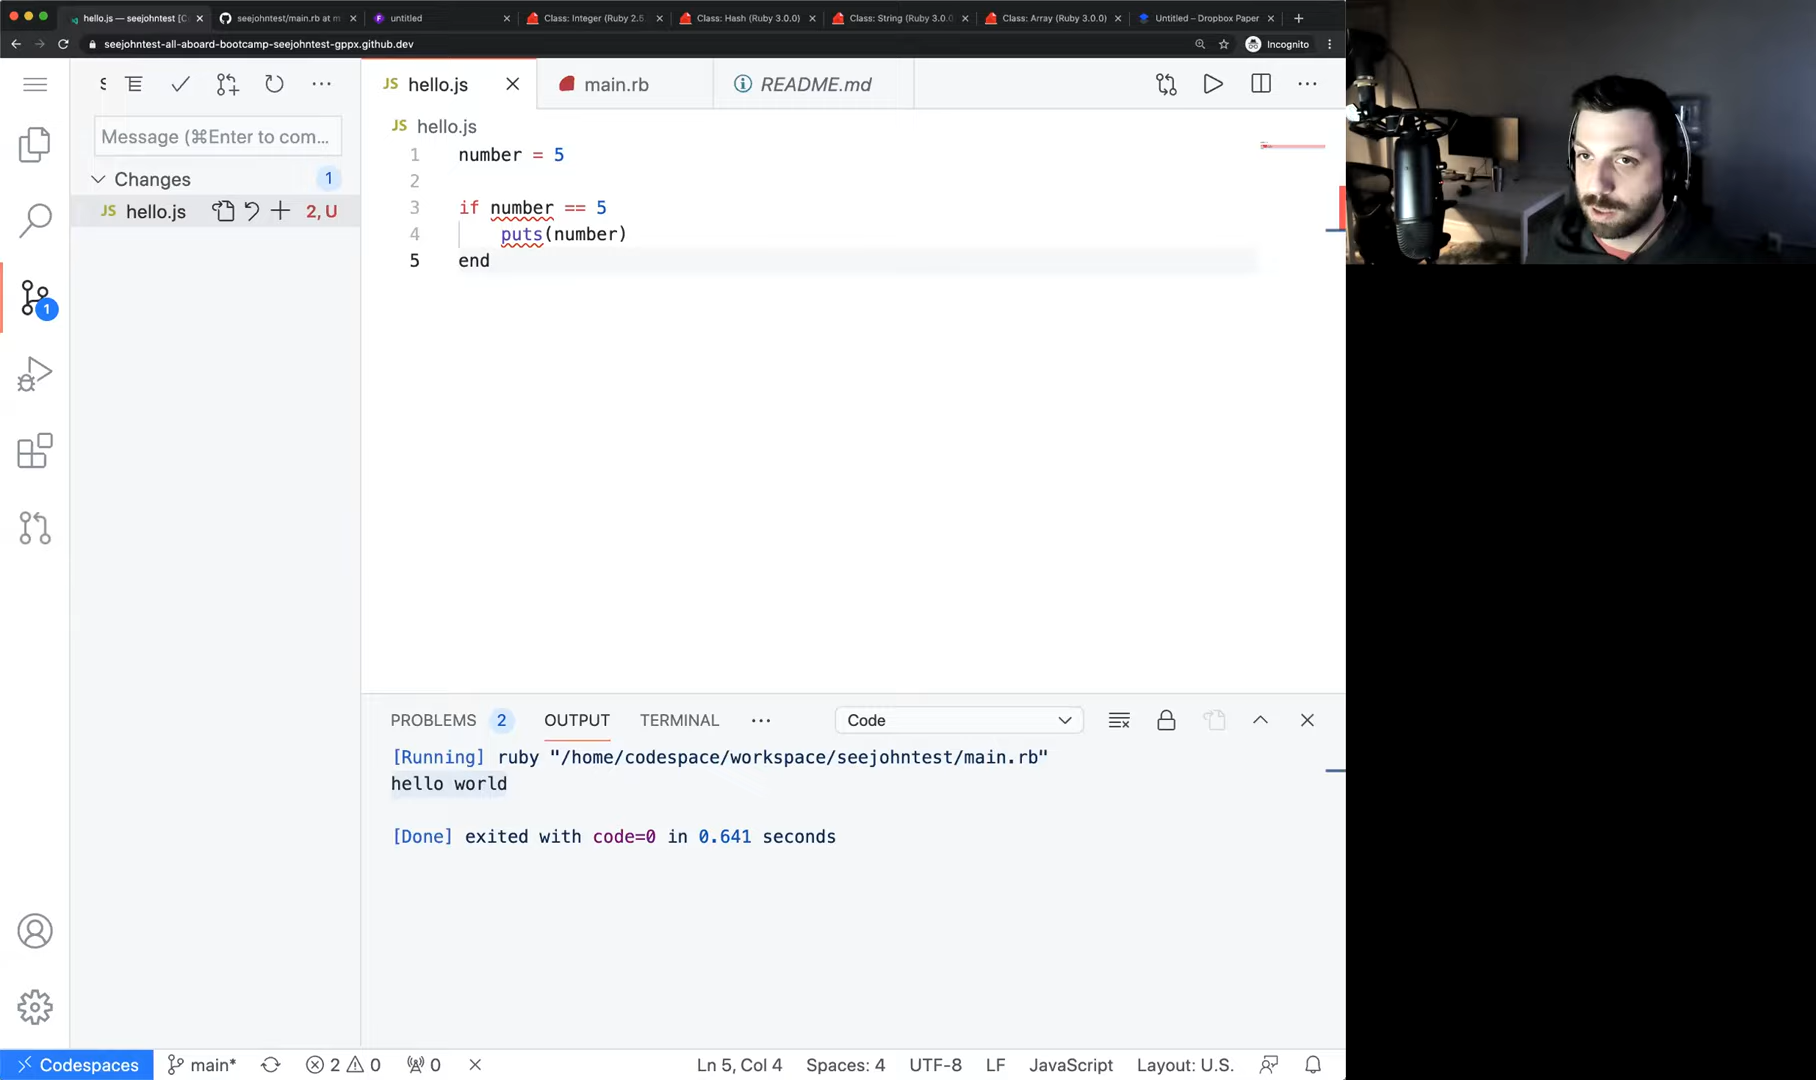 hello.js — seejohntest [C
seejohntest/main.rb at m
untitled
Class: Integer (Ruby 2.6.
Class: Hash (Ruby 3.0.0)
Class: String (Ruby 3.0.0
Class: Array (Ruby 3.0.0)
Untitled – Dropbox Paper
seejohntest-all-aboard-bootcamp-seejohntest-gppx.github.dev
Incognito
JS hello.js
main.rb
README.md
Message (⌘Enter to com...
JS hello.js
Changes 1
JS hello.js 2, U
1
1 number = 5
2
3 if number == 5
4 puts(number)
5 end
PROBLEMS 2 OUTPUT TERMINAL ··· Code
[Running] ruby "/home/codespace/workspace/seejohntest/main.rb"
hello world
[Done] exited with code=0 in 0.641 seconds
Codespaces main* 2 0 0 Ln 5, Col 4 Spaces: 4 UTF-8 LF JavaScript Layout: U.S.